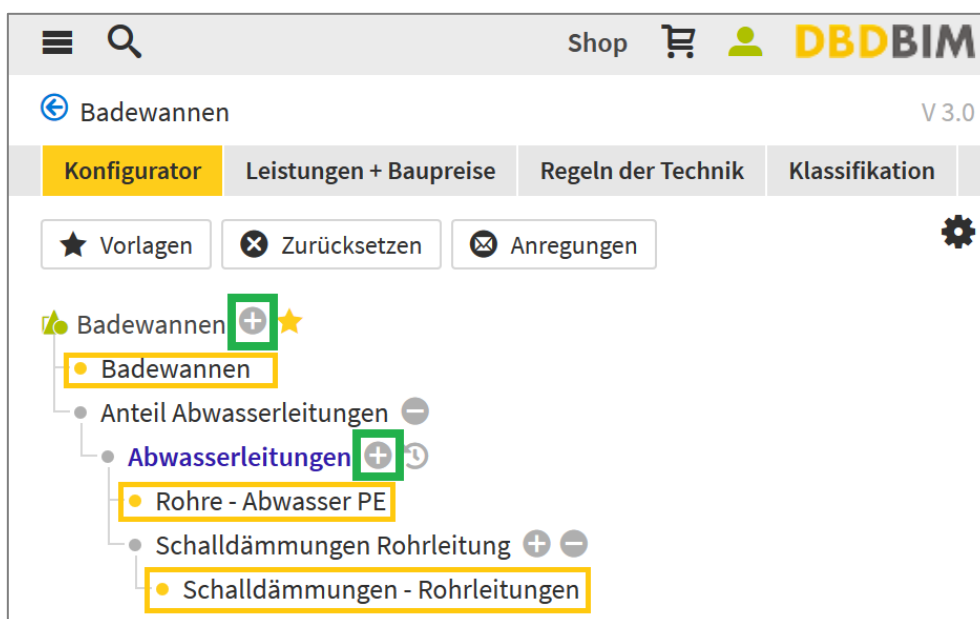 Shop DBDBIM
Badewannen V 3.0
Konfigurator Leistungen + Baupreise Regeln der Technik Klassifikation
Vorlagen Zurücksetzen Anregungen
Badewannen
Badewannen
Anteil Abwasserleitungen
Abwasserleitungen
Rohre - Abwasser PE
Schalldämmungen Rohrleitung
Schalldämmungen - Rohrleitungen